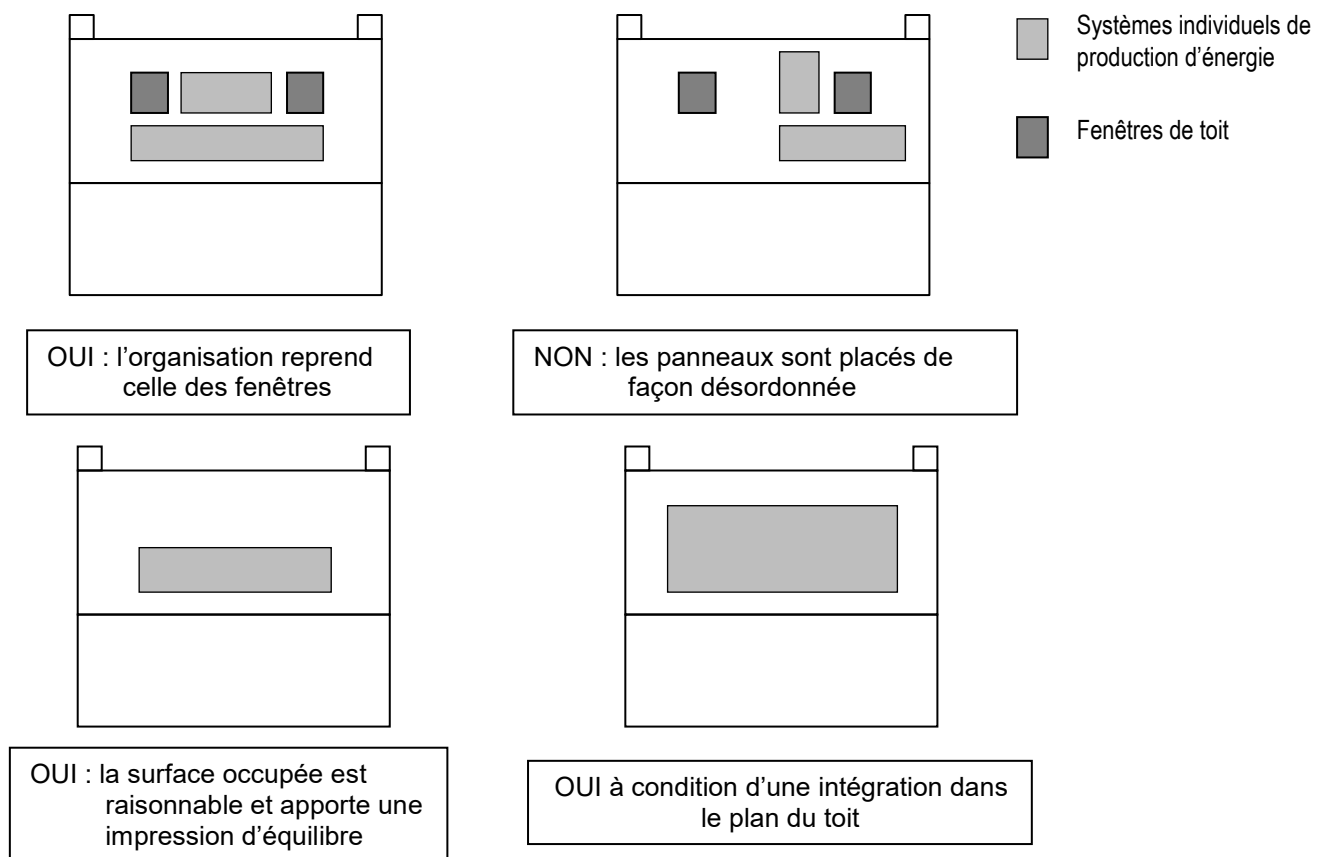 Systèmes individuels de
production d’énergie
Fenêtres de toit
OUI : l’organisation reprend
celle des fenêtres
NON : les panneaux sont placés de
façon désordonnée
OUI : la surface occupée est
raisonnable et apporte une
impression d’équilibre
OUI à condition d’une intégration dans
le plan du toit